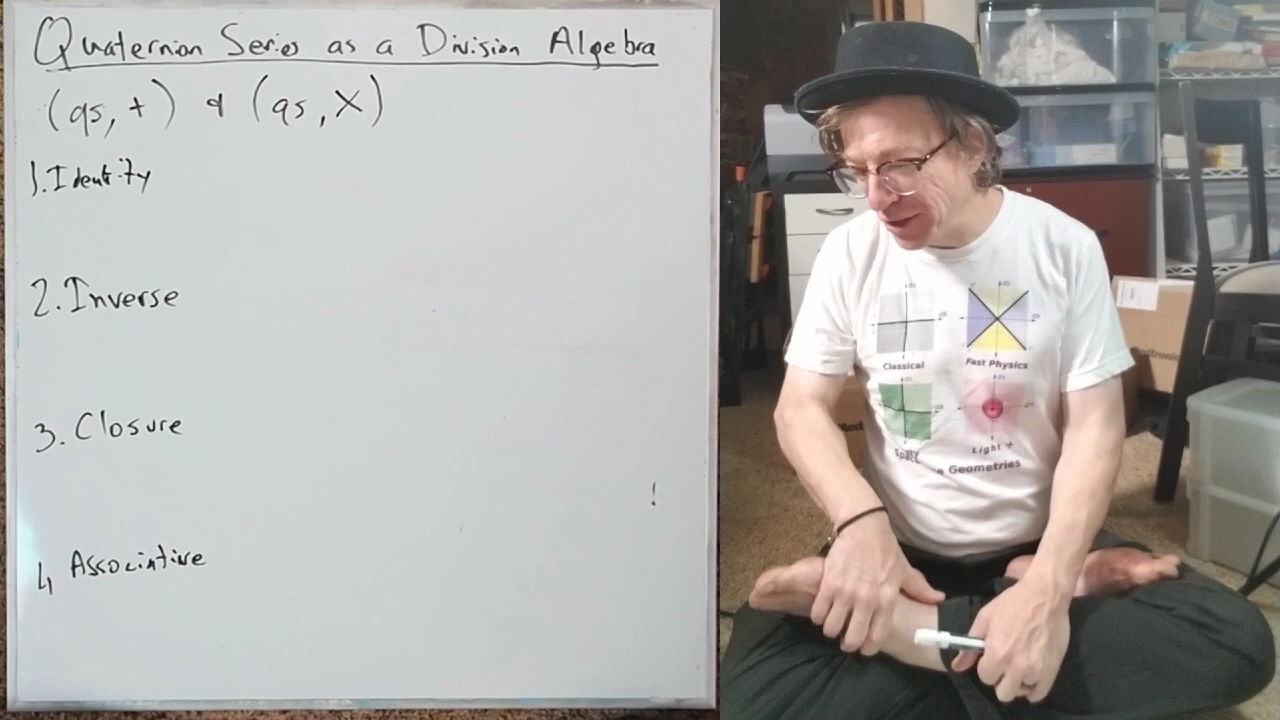 Quaternion Series as a Division Algebra
(qs, +) & (qs, X)
1. Identity
2. Inverse
3. Closure
!
4 Associative
Classical
Fast Physics
Light +
Geometries